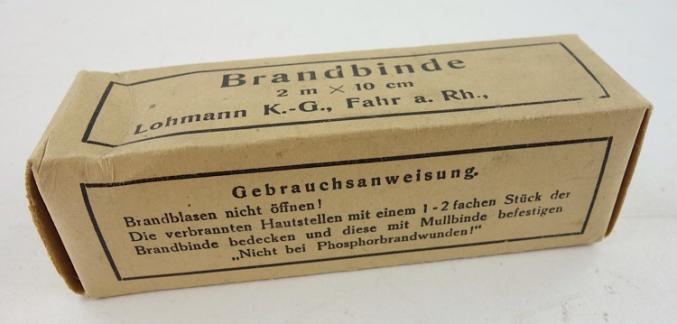 Brandbinde
2 m × 10 cm
Lohmann K.-G., Fahr a. Rh.,
Gebrauchsanweisung.
Brandblasen nicht öffnen!
Die verbrannten Hautstellen mit einem 1-2 fachen Stück der
Brandbinde bedecken und diese mit Mullbinde befestigen
„Nicht bei Phosphorbrandwunden!"